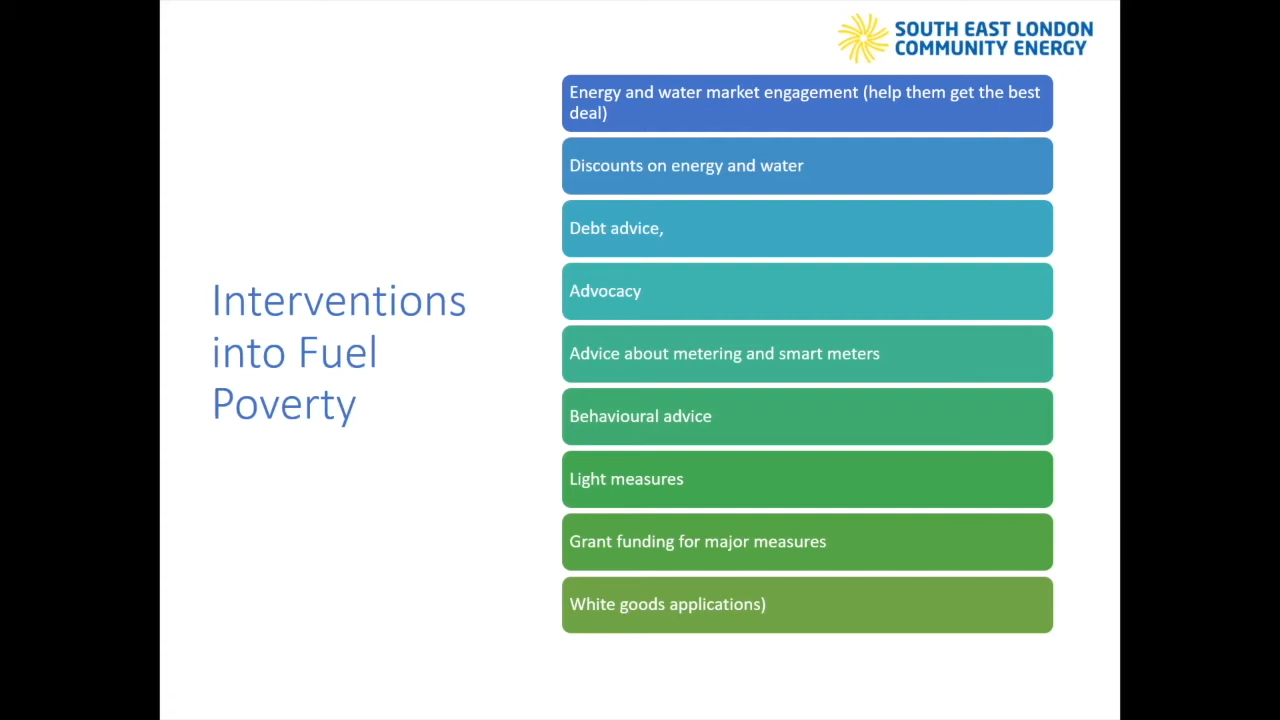 SOUTH EAST LONDON
COMMUNITY ENERGY
Interventions
into Fuel
Poverty
Energy and water market engagement (help them get the best
deal)
Discounts on energy and water
Debt advice,
Advocacy
Advice about metering and smart meters
Behavioural advice
Light measures
Grant funding for major measures
White goods applications)